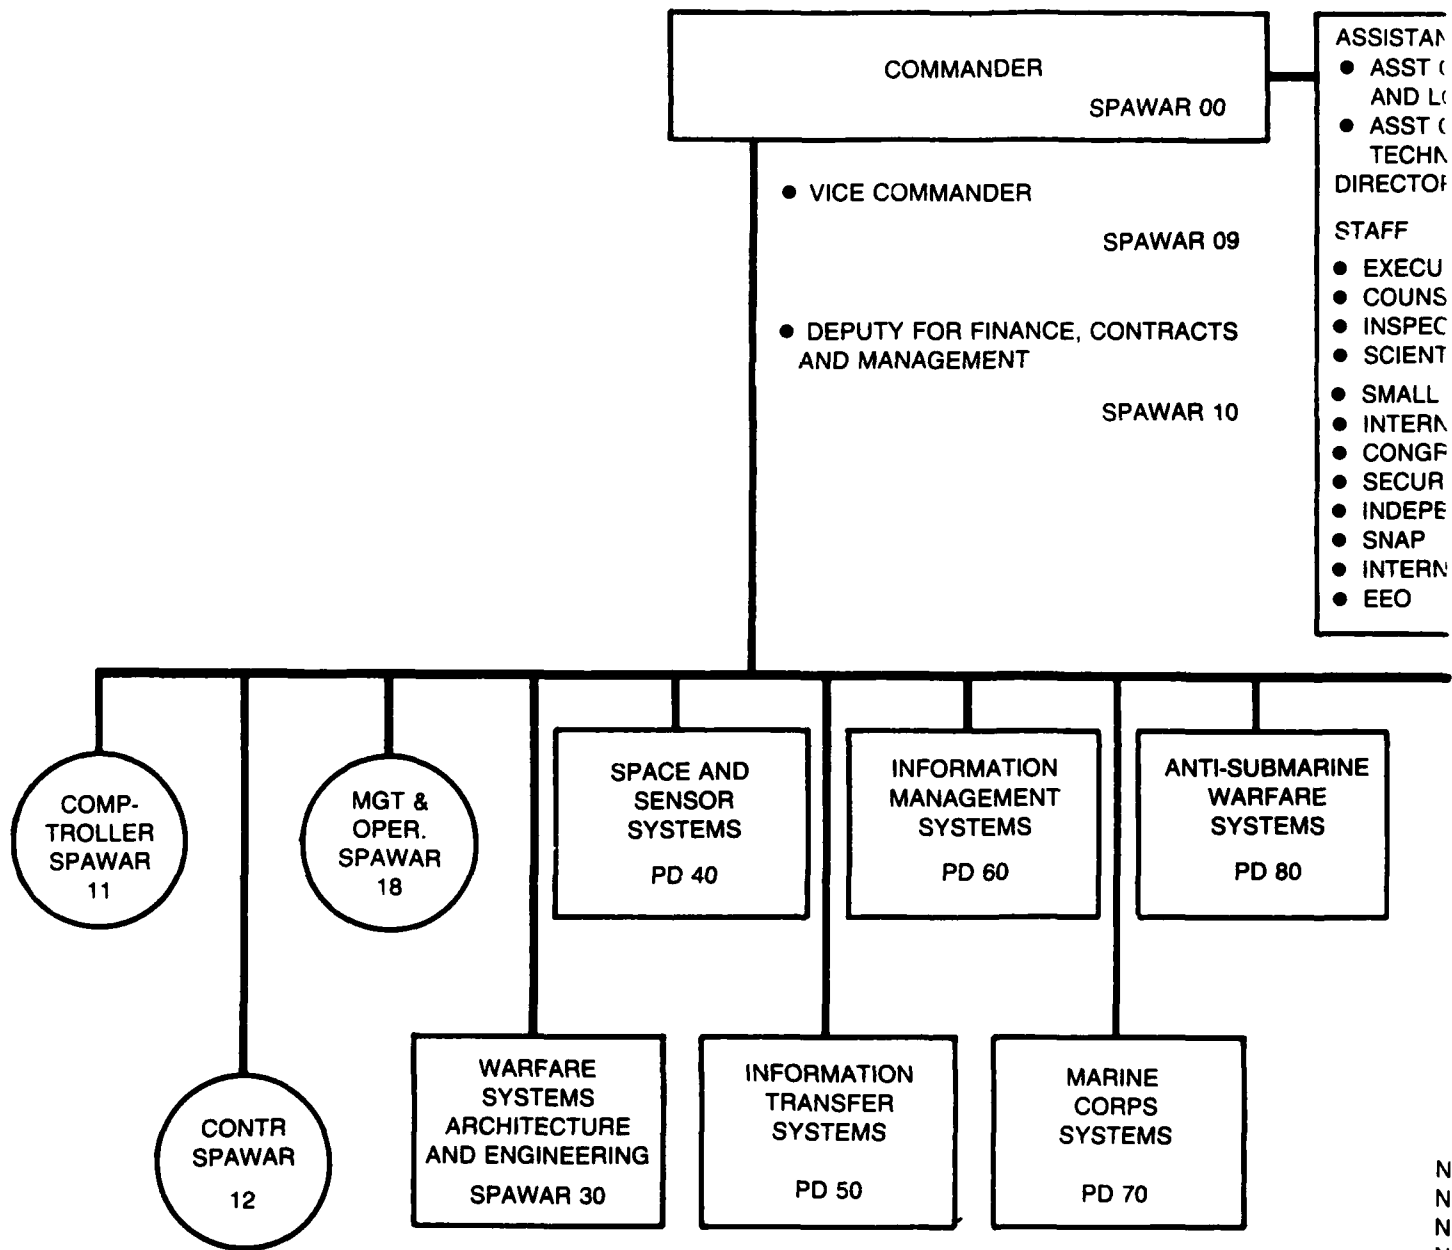 COMMANDER
SPAWAR 00
● VICE COMMANDER
SPAWAR 09
● DEPUTY FOR FINANCE, CONTRACTS
AND MANAGEMENT
SPAWAR 10
ASSISTAN
● ASST
AND
● ASST
TECHN
DIRECTOR
STAFF
● EXECU
● COUNS
● INSPEC
● SCIENT
● SMALL
● INTERN
● CONGR
● SECUR
● INDEPE
● SNAP
● INTERN
● EEO
COMP-
TROLLER
SPAWAR
11
MGT &
OPER.
SPAWAR
18
SPACE AND
SENSOR
SYSTEMS
PD 40
INFORMATION
MANAGEMENT
SYSTEMS
PD 60
ANTI-SUBMARINE
WARFARE
SYSTEMS
PD 80
CONTR
SPAWAR
12
WARFARE
SYSTEMS
ARCHITECTURE
AND ENGINEERING
SPAWAR 30
INFORMATION
TRANSFER
SYSTEMS
PD 50
MARINE
CORPS
SYSTEMS
PD 70
N
N
N